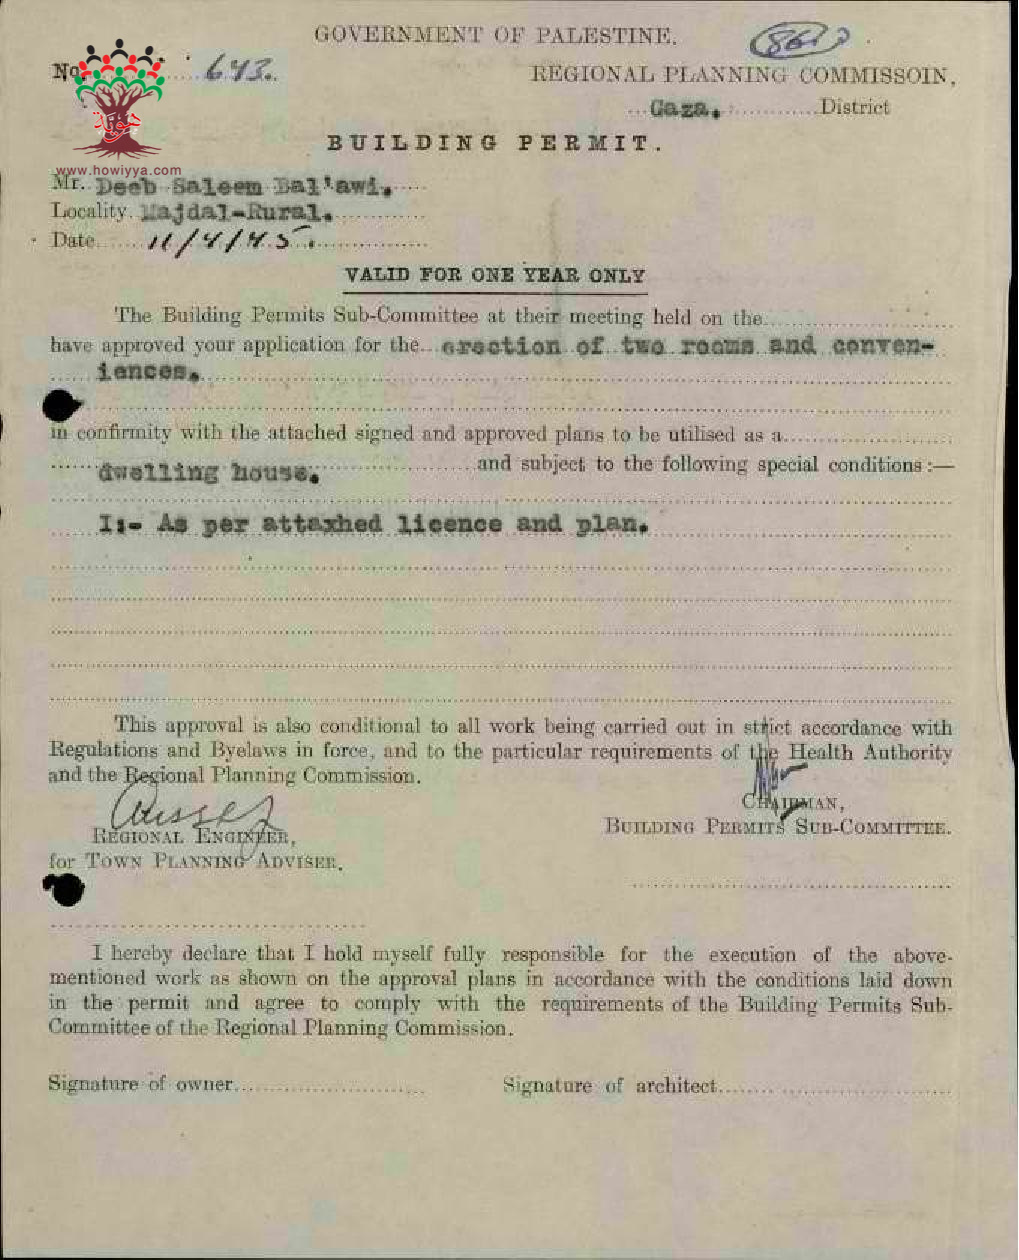 GOVERNMENT OF PALESTINE.
No. 643.
REGIONAL PLANNING COMMISSOIN,
Gaza. District
BUILDING PERMIT.
هوية
www.howiyya.com
Mr. Deeb Saleem Bal'awi.
Locality. Majdal-Rural.
Date 11/4/45.
VALID FOR ONE YEAR ONLY
The Building Permits Sub-Committee at their meeting held on the
have approved your application for the erection of two rooms and conven-
iences.
in confirmity with the attached signed and approved plans to be utilised as a
dwelling house. and subject to the following special conditions :—
I:- As per attaxhed licence and plan.
This approval is also conditional to all work being carried out in strict accordance with
Regulations and Byelaws in force, and to the particular requirements of the Health Authority
and the Regional Planning Commission.
REGIONAL ENGINEER,
for TOWN PLANNING ADVISER.
CHAIRMAN,
BUILDING PERMITS SUB-COMMITTEE.
I hereby declare that I hold myself fully responsible for the execution of the above-
mentioned work as shown on the approval plans in accordance with the conditions laid down
in the permit and agree to comply with the requirements of the Building Permits Sub-
Committee of the Regional Planning Commission.
Signature of owner
Signature of architect